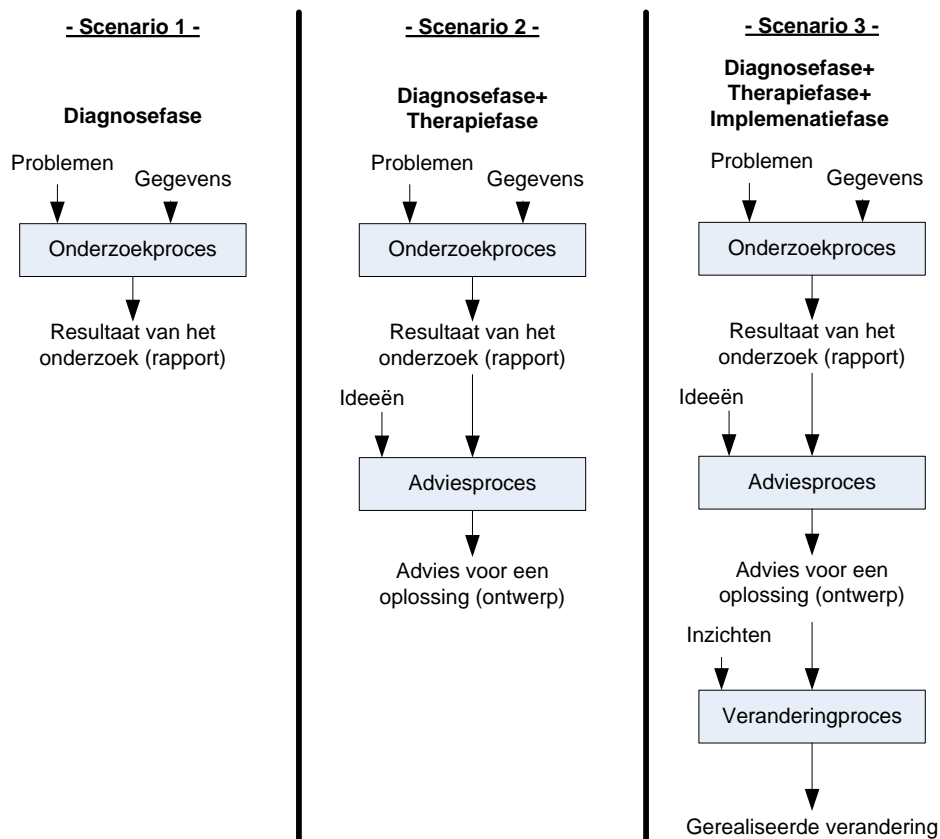 - Scenario 1 -
Diagnosefase
Problemen
Gegevens
Onderzoekproces
Resultaat van het
onderzoek (rapport)
- Scenario 2 -
Diagnosefase+
Therapiefase
Problemen
Gegevens
Onderzoekproces
Resultaat van het
onderzoek (rapport)
Ideeën
Adviesproces
Advies voor een
oplossing (ontwerp)
- Scenario 3 -
Diagnosefase+
Therapiefase+
Implemenatiefase
Problemen
Gegevens
Onderzoekproces
Resultaat van het
onderzoek (rapport)
Ideeën
Adviesproces
Advies voor een
oplossing (ontwerp)
Inzichten
Veranderingproces
Gerealiseerde verandering